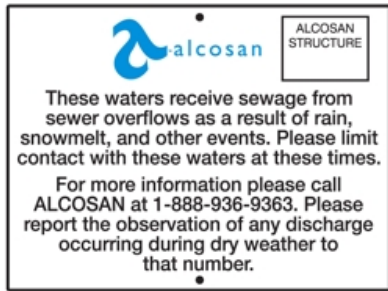 alcosan
ALCOSAN
STRUCTURE
These waters receive sewage from
sewer overflows as a result of rain,
snowmelt, and other events. Please limit
contact with these waters at these times.
For more information please call
ALCOSAN at 1-888-936-9363. Please
report the observation of any discharge
occurring during dry weather to
that number.